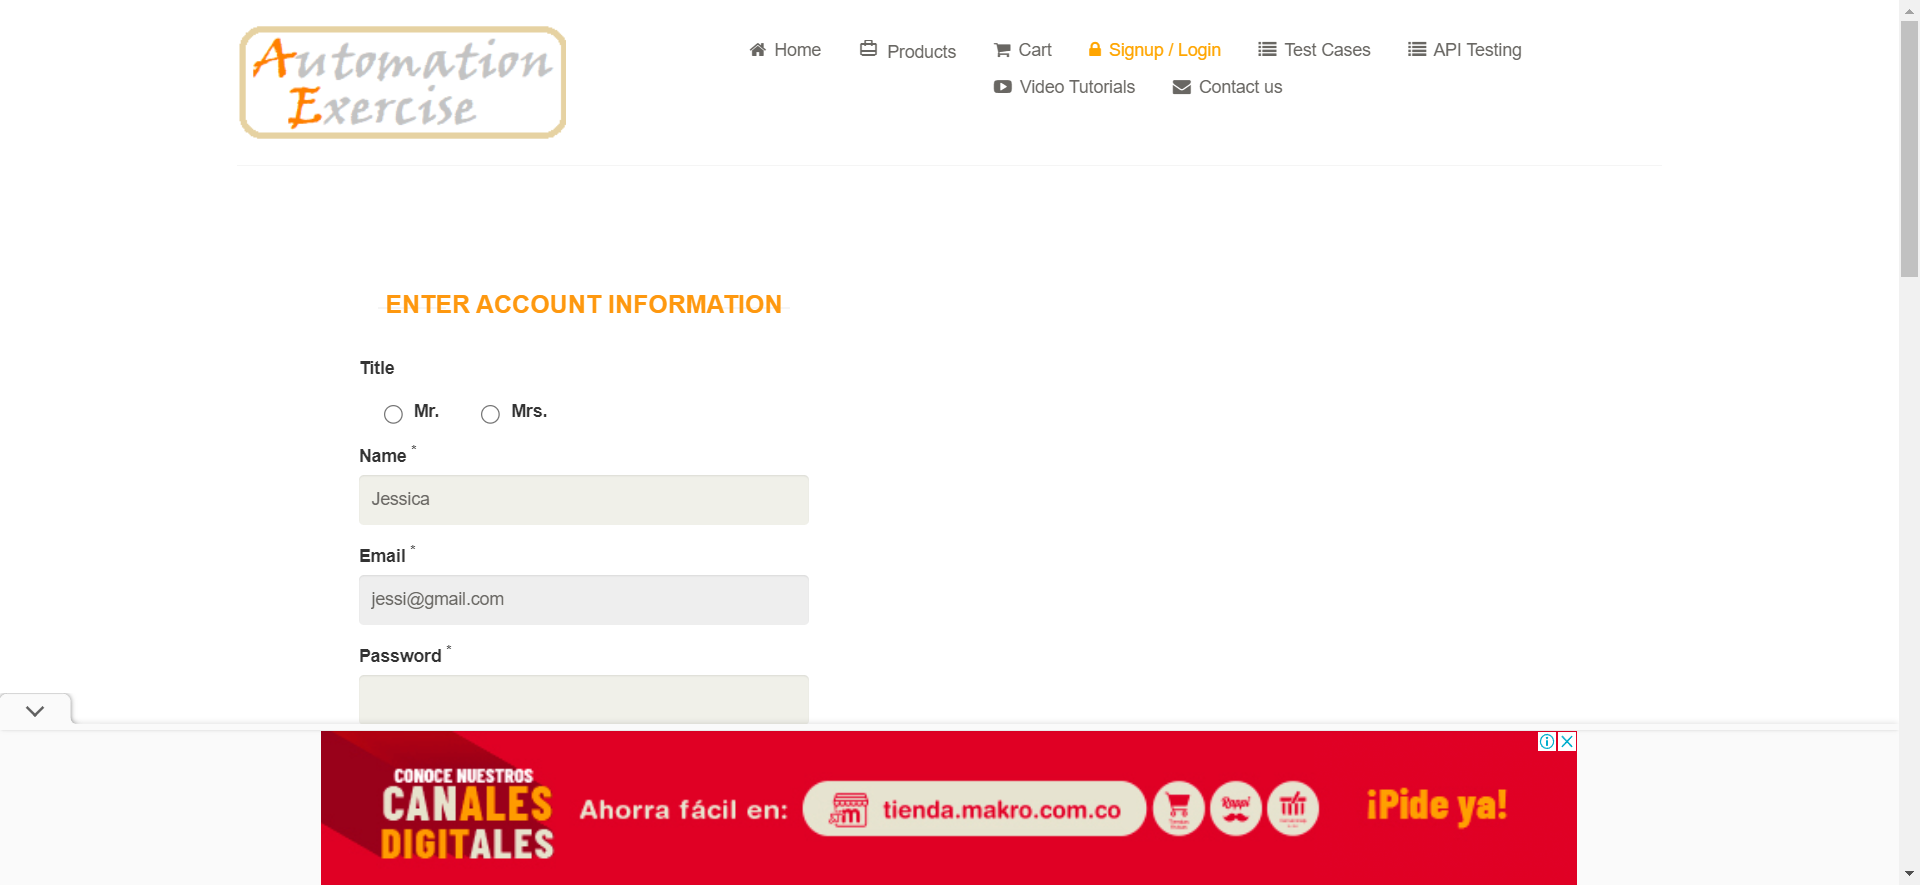 Automation
Exercise
Home
Products
Cart
Signup / Login
Test Cases
API Testing
Video Tutorials
Contact us
ENTER ACCOUNT INFORMATION
Title
Mr.
Mrs.
Name *
Jessica
Email *
jessi@gmail.com
Password *
CONOCE NUESTROS
CANALES
DIGITALES
Ahorra fácil en:
m
tienda.makro.com.co
Rappi
¡Pide ya!